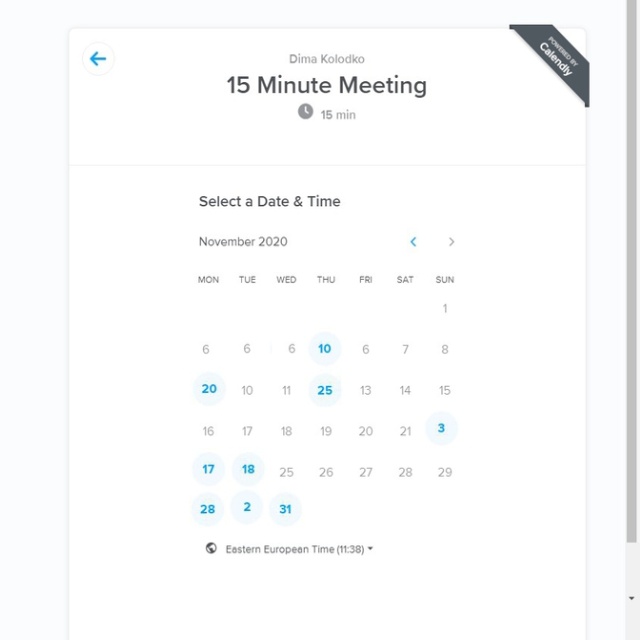 Dima Kolodko
15 Minute Meeting
15 min
POWERED BY
Calendly
Select a Date & Time
November 2020
MON TUE WED THU FRI SAT SUN
1
6 6 6 10 6 7 8
20 10 11 25 13 14 15
16 17 18 19 20 21 3
17 18 25 26 27 28 29
28 2 31
Eastern European Time (11:38)